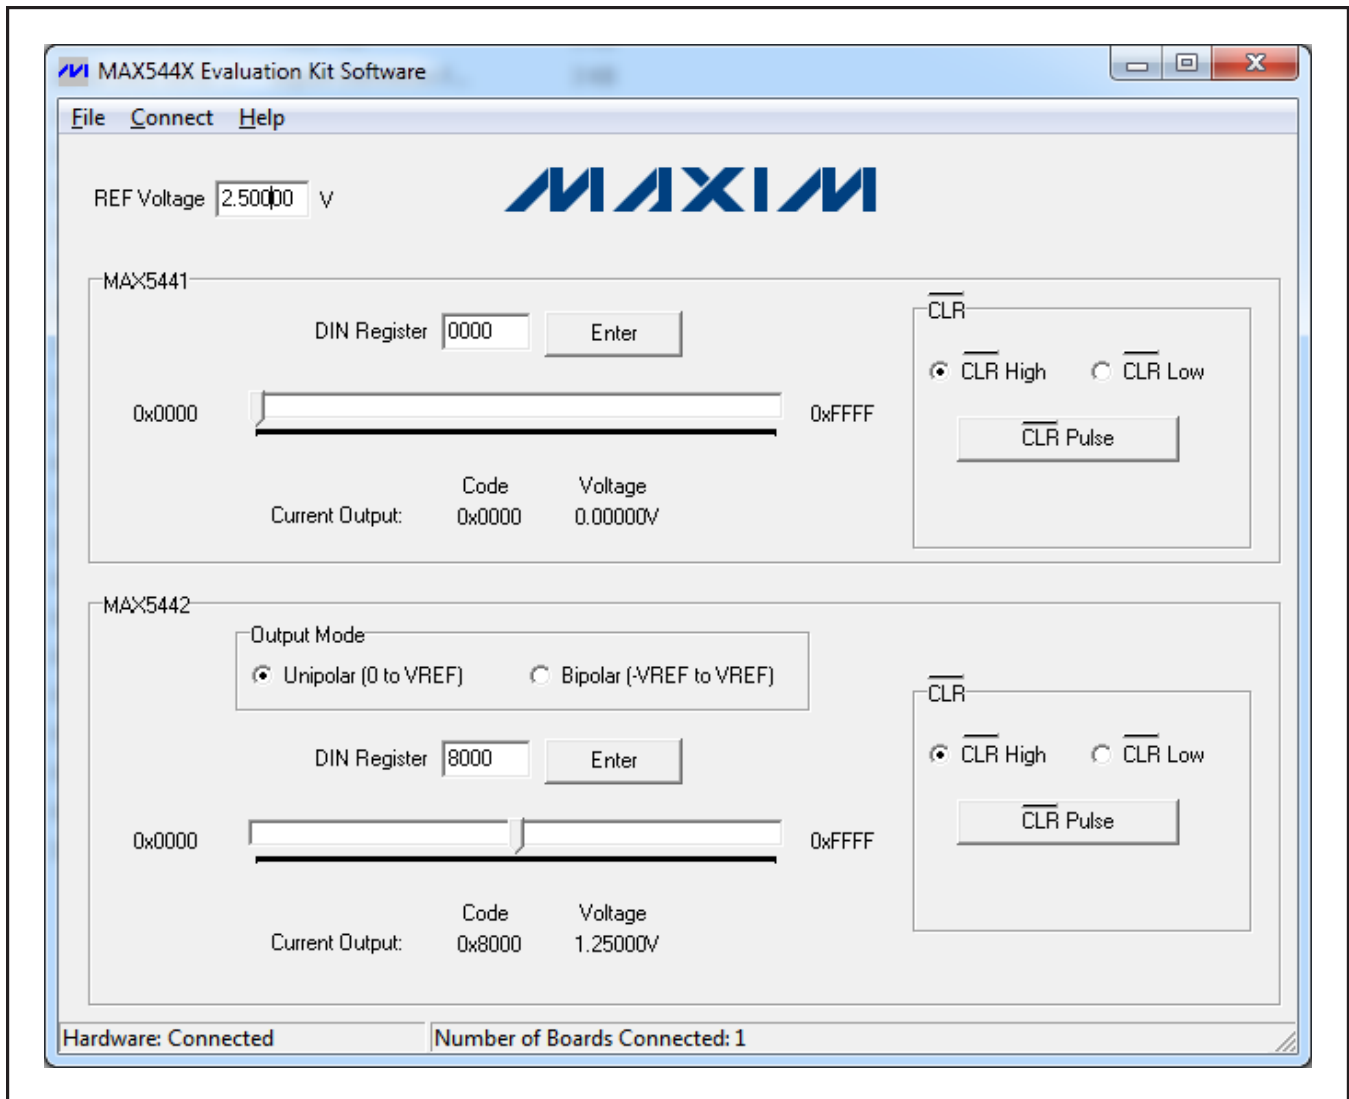 MAX544X Evaluation Kit Software
File Connect Help
REF Voltage 2.50000 V
MAXIM
MAX5441
DIN Register 0000 Enter
0x0000 0xFFFF
Code Voltage
Current Output: 0x0000 0.00000V
CLR
CLR High CLR Low
CLR Pulse
MAX5442
Output Mode
Unipolar (0 to VREF) Bipolar (-VREF to VREF)
DIN Register 8000 Enter
0x0000 0xFFFF
Code Voltage
Current Output: 0x8000 1.25000V
CLR
CLR High CLR Low
CLR Pulse
Hardware: Connected Number of Boards Connected: 1